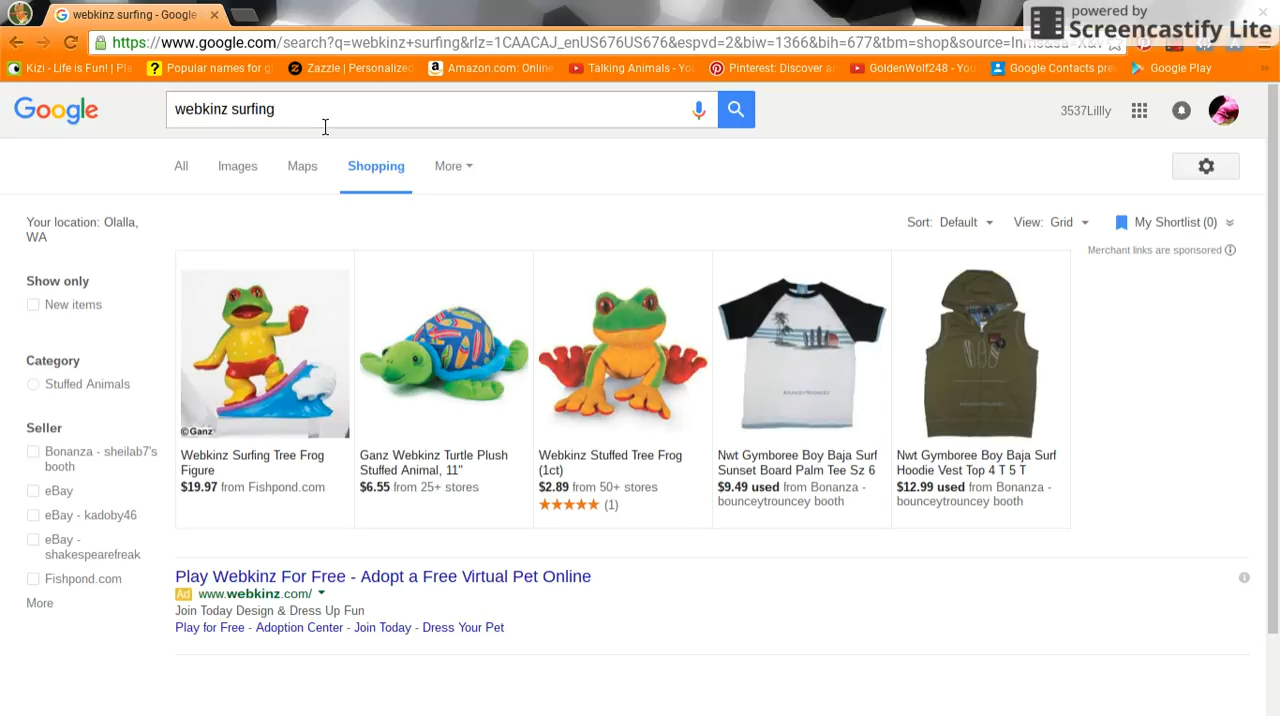 webkinz surfing - Google
powered by
Screencastify Lite
https://www.google.com/search?q=webkinz+surfing&rlz=1CAACAJ_enUS676US676&espvd=2&biw=1366&bih=677&tbm=shop&source=lnms
Kizi - Life is Fun! | Pla
Popular names for g
Zazzle | Personalized
Amazon.com: Online
Talking Animals - You
Pinterest: Discover a
GoldenWolf248 - You
Google Contacts prev
Google Play
Google
webkinz surfing
3537Lillly
All
Images
Maps
Shopping
More
Your location: Olalla,
WA
Sort: Default
View: Grid
My Shortlist (0)
Merchant links are sponsored
Show only
New items
Category
Stuffed Animals
Seller
Bonanza - sheilab7's
booth
eBay
eBay - kadoby46
eBay -
shakespearefreak
Fishpond.com
More
©Ganz
Webkinz Surfing Tree Frog
Figure
$19.97 from Fishpond.com
Ganz Webkinz Turtle Plush
Stuffed Animal, 11"
$6.55 from 25+ stores
Webkinz Stuffed Tree Frog
(1ct)
$2.89 from 50+ stores
(1)
BOUNCEYTROUNCEY
Nwt Gymboree Boy Baja Surf
Sunset Board Palm Tee Sz 6
$9.49 used from Bonanza -
bounceytrouncey booth
BOUNCEYTROUNCEY
Nwt Gymboree Boy Baja Surf
Hoodie Vest Top 4 T 5 T
$12.99 used from Bonanza -
bounceytrouncey booth
Play Webkinz For Free - Adopt a Free Virtual Pet Online
Ad www.webkinz.com/
Join Today Design & Dress Up Fun
Play for Free - Adoption Center - Join Today - Dress Your Pet